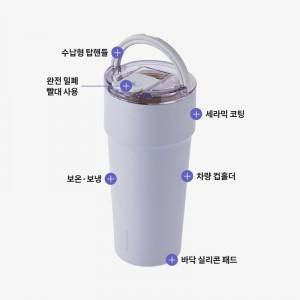 수납형 탑핸들
완전 밀폐
빨대 사용
세라믹 코팅
보온·보냉
차량 컵홀더
바닥 실리콘 패드